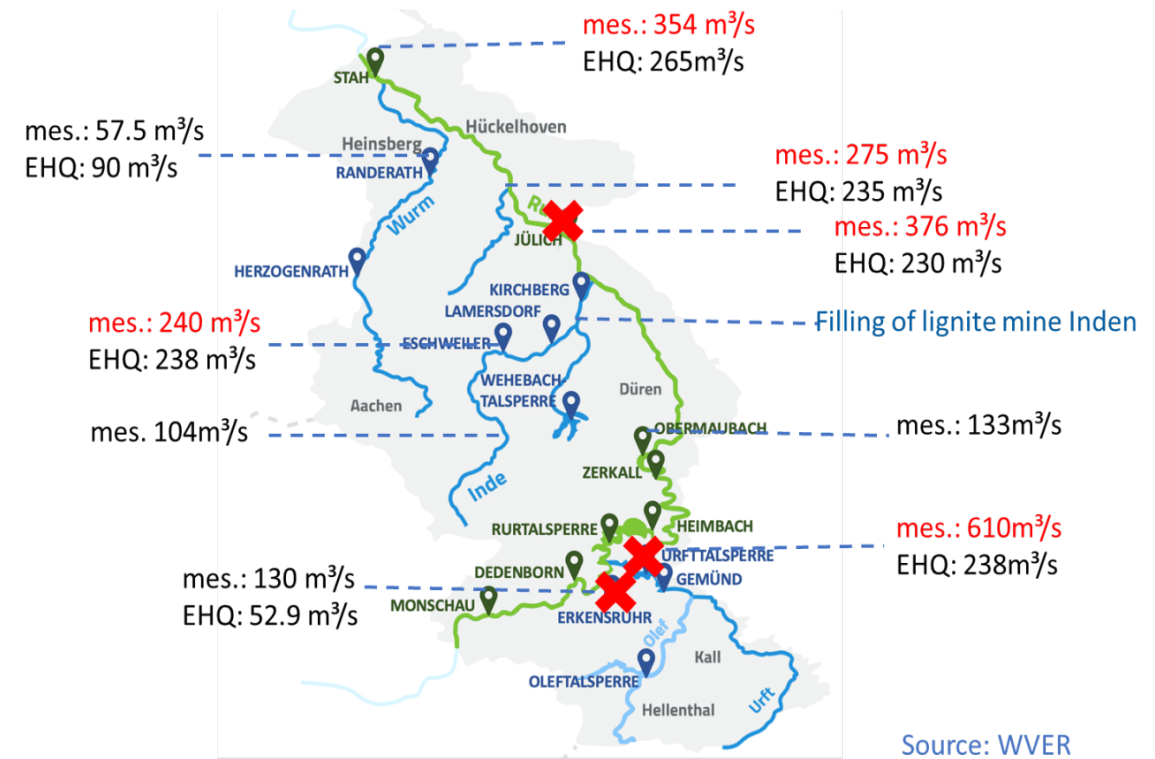 mes.: 354 m³/s
EHQ: 265m³/s
STAH
mes.: 57.5 m³/s
EHQ: 90 m³/s
Hückelhoven
Heinsberg
RANDERATH
mes.: 275 m³/s
EHQ: 235 m³/s
Wurm
mes.: 376 m³/s
EHQ: 230 m³/s
JÜLICH
HERZOGENRATH
KIRCHBERG
LAMERSDORF
Filling of lignite mine Inden
mes.: 240 m³/s
EHQ: 238 m³/s
ESCHWEILER
WEHEBACH-
TALSPERRE
Düren
Aachen
mes. 104m³/s
OBERMAUBACH
mes.: 133m³/s
ZERKALL
Inde
RURTALSPERRE
HEIMBACH
mes.: 610m³/s
EHQ: 238m³/s
URFTTALSPERRE
DEDENBORN
GEMÜND
mes.: 130 m³/s
EHQ: 52.9 m³/s
MONSCHAU
ERKENSRUHR
Olef
Kall
OLEFTALSPERRE
Urft
Hellenthal
Source: WVER